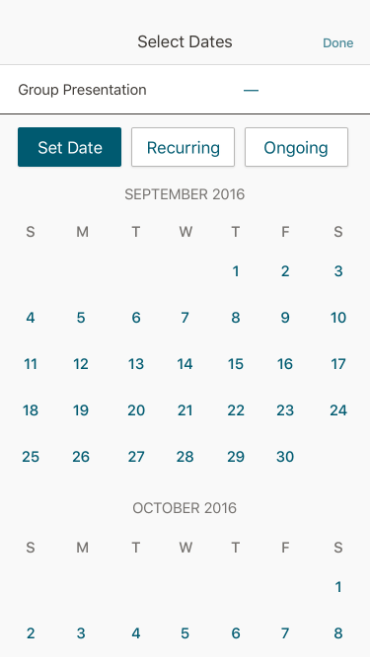 Select Dates Done
Group Presentation —
Set Date Recurring Ongoing
SEPTEMBER 2016
S M T W T F S
1 2 3
4 5 6 7 8 9 10
11 12 13 14 15 16 17
18 19 20 21 22 23 24
25 26 27 28 29 30
OCTOBER 2016
S M T W T F S
1
2 3 4 5 6 7 8